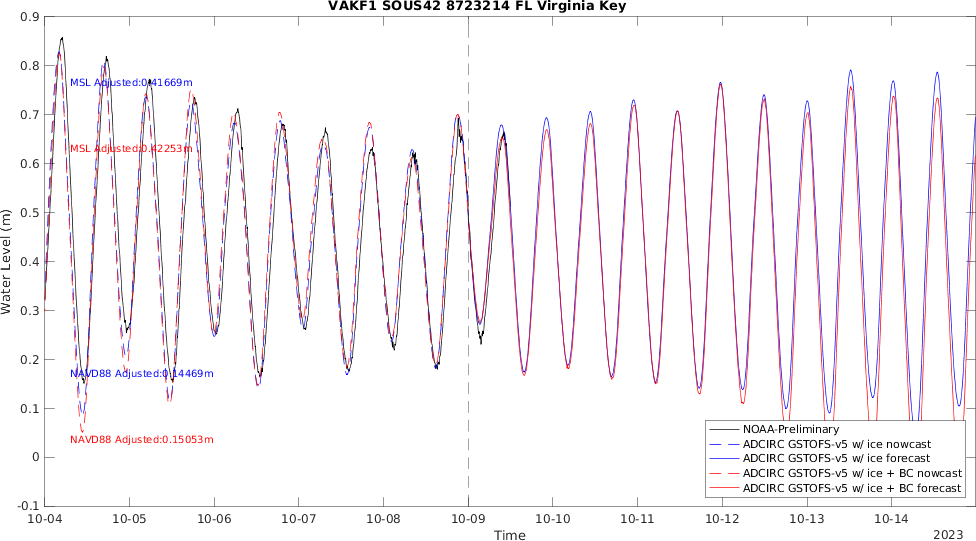 VAKF1 SOUS42 8723214 FL Virginia Key
0.9
0.8
0.7
0.6
0.5
0.4
0.3
0.2
0.1
0
-0.1
Water Level (m)
MSL Adjusted:0.41669m
MSL Adjusted:0.42253m
NAVD88 Adjusted:0.14469m
NAVD88 Adjusted:0.15053m
NOAA-Preliminary
ADCIRC GSTOFS-v5 w/ ice nowcast
ADCIRC GSTOFS-v5 w/ ice forecast
ADCIRC GSTOFS-v5 w/ ice + BC nowcast
ADCIRC GSTOFS-v5 w/ ice + BC forecast
10-04 10-05 10-06 10-07 10-08 10-09 10-10 10-11 10-12 10-13 10-14
Time
2023